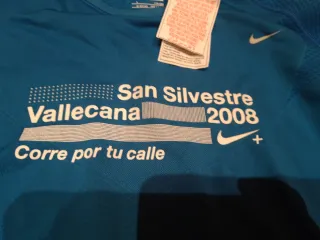 San Silvestre
Vallecana 2008
+
Corre por tu calle